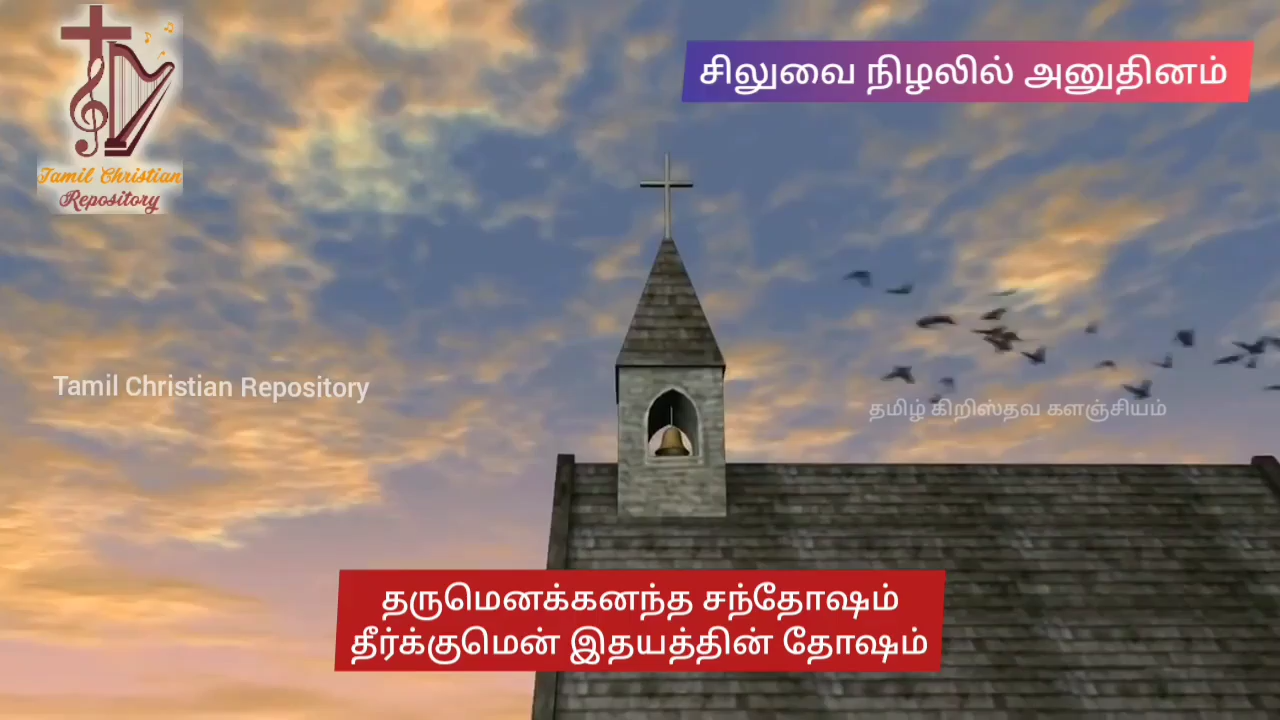 Tamil Christian
Repository
சிலுவை நிழலில் அனுதினம்
Tamil Christian Repository
தமிழ் கிறிஸ்தவ களஞ்சியம்
தருமெனக்கனந்த சந்தோஷம்
தீர்க்குமென் இதயத்தின் தோஷம்